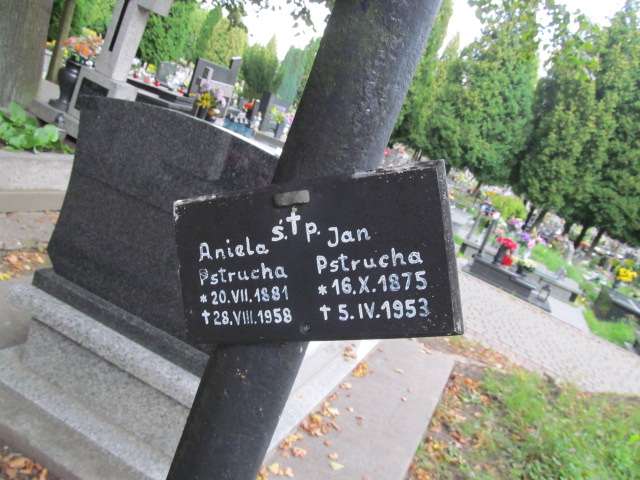 ś.†p.
Aniela
Pstrucha
* 20.VII.1881
† 28.VIII.1958
Jan
Pstrucha
* 16.X.1875
† 5.IV.1953